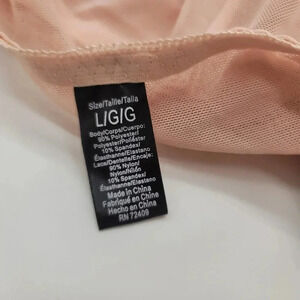 Size/Taille/Talla
L/G/G
Body/Corps/Cuerpo:
90% Polyester/
Polyester/Poliéster
10% Spandex/
Élasthanne/Elastano
Lace/Dentelle/Encaje:
90% Nylon/
Nylon/Nilón
10% Spandex/
Élasthanne/Elastano
Made in China
Fabriqué en Chine
Hecho en China
RN 72409